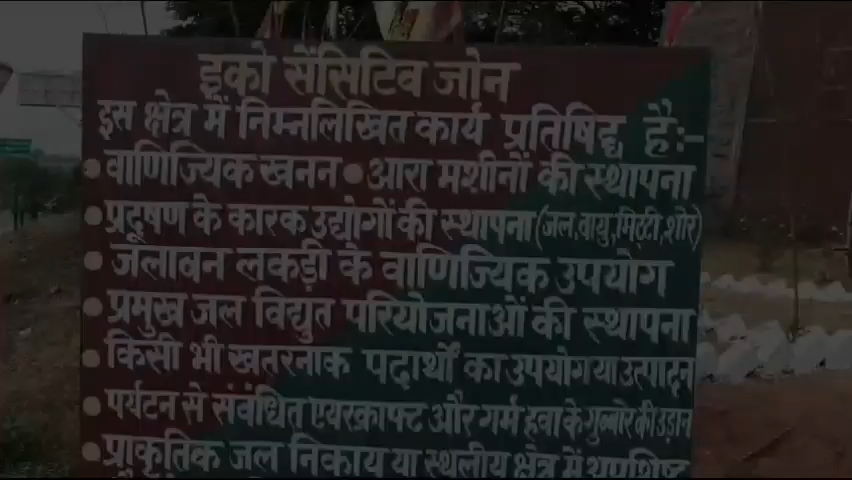 इको सेंसिटिव जोन
इस क्षेत्र में निम्नलिखित कार्य प्रतिषिद्ध है:-
• वाणिज्यिक खनन • आरा मशीनों की स्थापना
• प्रदूषण के कारक उद्योगों की स्थापना (जल,वायु,मिट्टी,शोर)
• जलावन लकड़ी के वाणिज्यिक उपयोग
• प्रमुख जल विद्युत परियोजनाओं की स्थापना
• किसी भी खतरनाक पदार्थों का उपयोग या उत्पादन
• पर्यटन से संबंधित एयरक्राफ्ट और गर्म हवा के गुब्बारे की उड़ान
• प्राकृतिक जल निकाय या स्थलीय क्षेत्र में अपशिष्ट